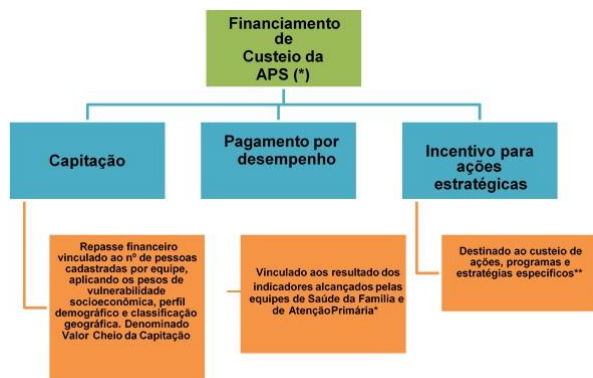 Financiamento
de
Custeio da
APS (*)
Capitação
Pagamento por
desempenho
Incentivo para
ações
estratégicas
Repasse financeiro
vinculado ao nº de pessoas
cadastradas por equipe,
aplicando os pesos de
vulnerabilidade
socioeconômica, perfil
demográfico e classificação
geográfica. Denominado
Valor Cheio da Capitação
Vinculado aos resultado dos
indicadores alcançados pelas
equipes de Saúde da Família e
de AtençãoPrimária*
Destinado ao custeio de
ações, programas e
estratégias especificos**